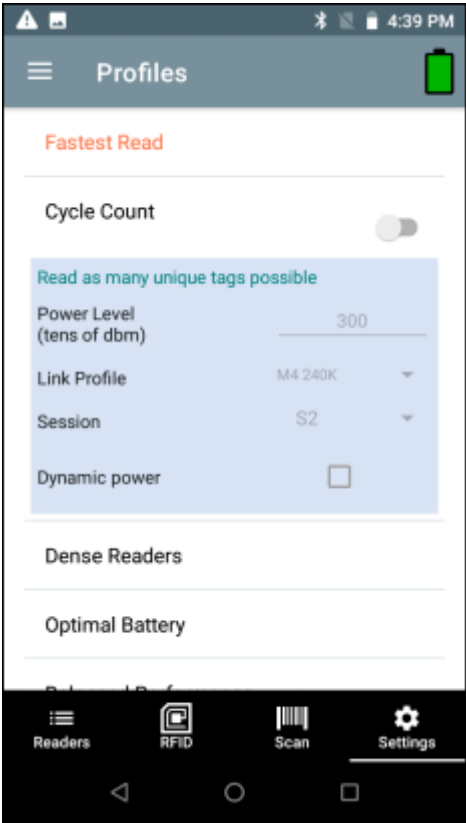 4:39 PM
Profiles
Fastest Read
Cycle Count
Read as many unique tags possible
Power Level
(tens of dbm)
300
Link Profile
M4 240K
Session
S2
Dynamic power
Dense Readers
Optimal Battery
Readers
RFID
Scan
Settings